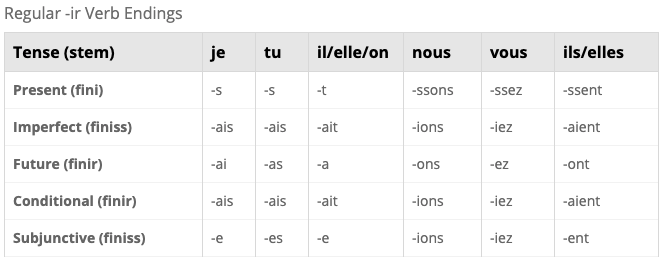 Regular -ir Verb Endings
Tense (stem) je tu il/elle/on nous vous ils/elles
Present (fini) -s -s -t -ssons -ssez -ssent
Imperfect (finiss) -ais -ais -ait -ions -iez -aient
Future (finir) -ai -as -a -ons -ez -ont
Conditional (finir) -ais -ais -ait -ions -iez -aient
Subjunctive (finiss) -e -es -e -ions -iez -ent